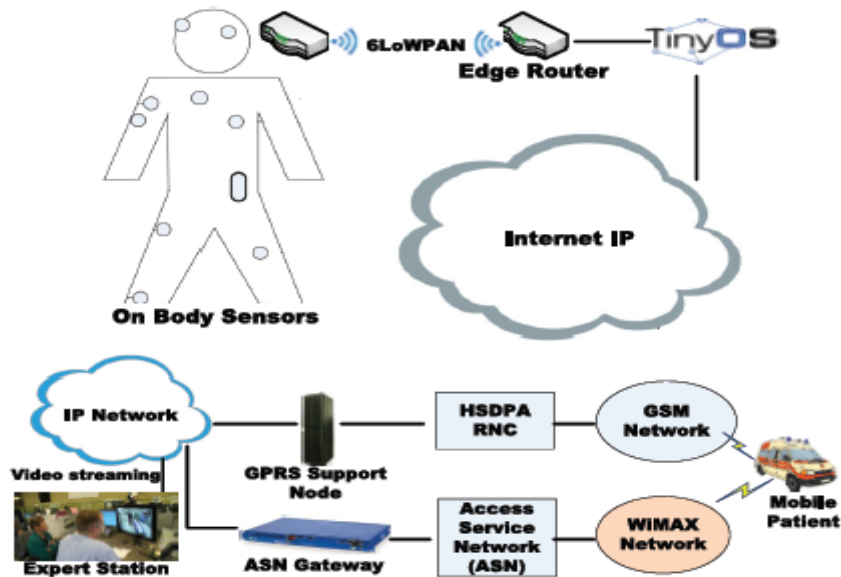 6LoWPAN
Edge Router
TinyOS
Internet IP
On Body Sensors
IP Network
HSDPA
RNC
GSM
Network
Video streaming
GPRS Support
Node
Mobile
Patient
Access
Service
Network
(ASN)
WiMAX
Network
Expert Station
ASN Gateway